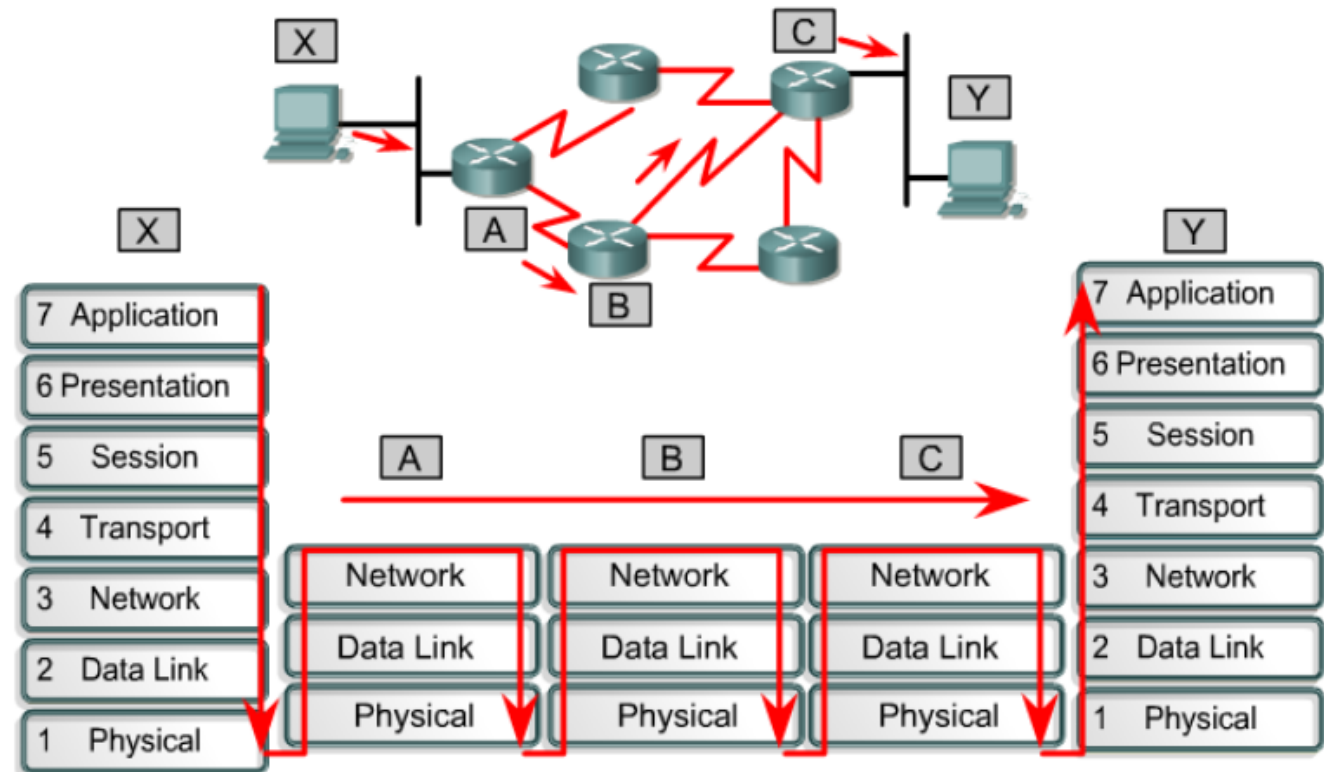 X
C
Y
A
B
X
7 Application
6 Presentation
5 Session
4 Transport
3 Network
2 Data Link
1 Physical
A
B
C
Network
Network
Network
Data Link
Data Link
Data Link
Physical
Physical
Physical
Y
7 Application
6 Presentation
5 Session
4 Transport
3 Network
2 Data Link
1 Physical